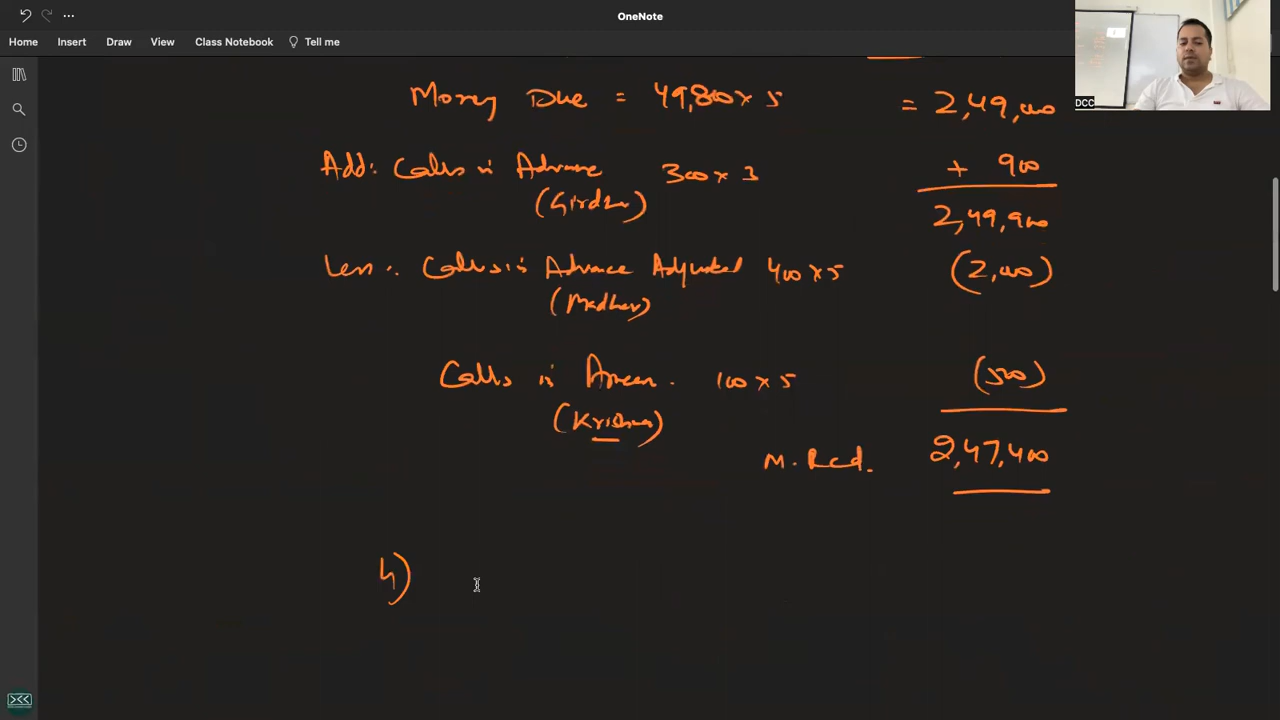 OneNote
Home Insert Draw View Class Notebook Tell me
DCC
Money Due = 49,800 x 5 = 2,49,000
Add: Calls in Advance 300 x 3 + 900
(Girdhar)
2,49,900
Less: Calls in Advance Adjusted 400 x 5 (2,000)
(Madhav)
Calls in Arrear. 100 x 5 (500)
(Krishna)
M. Rcd. 2,47,400
4)